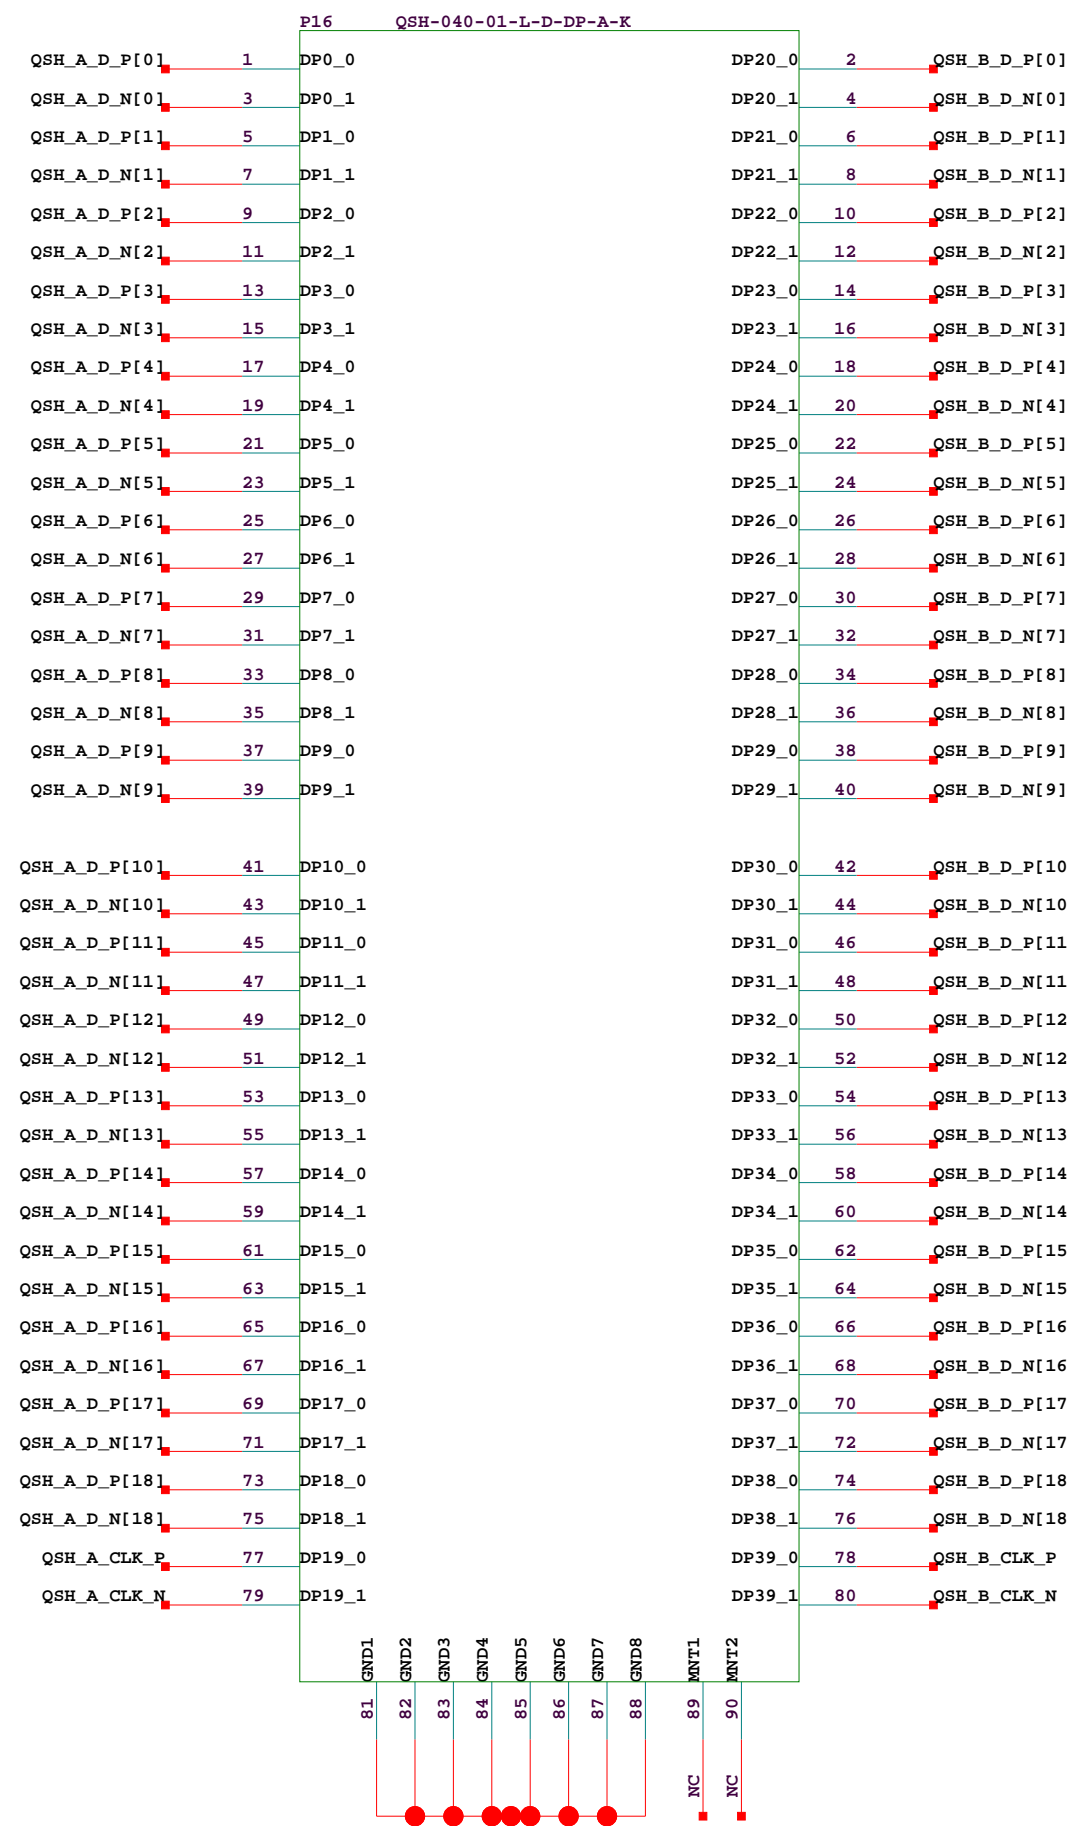 P16 QSH-040-01-L-D-DP-A-K
QSH_A_D_P[0] 1 DP0_0 DP20_0 2 QSH_B_D_P[0]
QSH_A_D_N[0] 3 DP0_1 DP20_1 4 QSH_B_D_N[0]
QSH_A_D_P[1] 5 DP1_0 DP21_0 6 QSH_B_D_P[1]
QSH_A_D_N[1] 7 DP1_1 DP21_1 8 QSH_B_D_N[1]
QSH_A_D_P[2] 9 DP2_0 DP22_0 10 QSH_B_D_P[2]
QSH_A_D_N[2] 11 DP2_1 DP22_1 12 QSH_B_D_N[2]
QSH_A_D_P[3] 13 DP3_0 DP23_0 14 QSH_B_D_P[3]
QSH_A_D_N[3] 15 DP3_1 DP23_1 16 QSH_B_D_N[3]
QSH_A_D_P[4] 17 DP4_0 DP24_0 18 QSH_B_D_P[4]
QSH_A_D_N[4] 19 DP4_1 DP24_1 20 QSH_B_D_N[4]
QSH_A_D_P[5] 21 DP5_0 DP25_0 22 QSH_B_D_P[5]
QSH_A_D_N[5] 23 DP5_1 DP25_1 24 QSH_B_D_N[5]
QSH_A_D_P[6] 25 DP6_0 DP26_0 26 QSH_B_D_P[6]
QSH_A_D_N[6] 27 DP6_1 DP26_1 28 QSH_B_D_N[6]
QSH_A_D_P[7] 29 DP7_0 DP27_0 30 QSH_B_D_P[7]
QSH_A_D_N[7] 31 DP7_1 DP27_1 32 QSH_B_D_N[7]
QSH_A_D_P[8] 33 DP8_0 DP28_0 34 QSH_B_D_P[8]
QSH_A_D_N[8] 35 DP8_1 DP28_1 36 QSH_B_D_N[8]
QSH_A_D_P[9] 37 DP9_0 DP29_0 38 QSH_B_D_P[9]
QSH_A_D_N[9] 39 DP9_1 DP29_1 40 QSH_B_D_N[9]
QSH_A_D_P[10] 41 DP10_0 DP30_0 42 QSH_B_D_P[10
QSH_A_D_N[10] 43 DP10_1 DP30_1 44 QSH_B_D_N[10
QSH_A_D_P[11] 45 DP11_0 DP31_0 46 QSH_B_D_P[11
QSH_A_D_N[11] 47 DP11_1 DP31_1 48 QSH_B_D_N[11
QSH_A_D_P[12] 49 DP12_0 DP32_0 50 QSH_B_D_P[12
QSH_A_D_N[12] 51 DP12_1 DP32_1 52 QSH_B_D_N[12
QSH_A_D_P[13] 53 DP13_0 DP33_0 54 QSH_B_D_P[13
QSH_A_D_N[13] 55 DP13_1 DP33_1 56 QSH_B_D_N[13
QSH_A_D_P[14] 57 DP14_0 DP34_0 58 QSH_B_D_P[14
QSH_A_D_N[14] 59 DP14_1 DP34_1 60 QSH_B_D_N[14
QSH_A_D_P[15] 61 DP15_0 DP35_0 62 QSH_B_D_P[15
QSH_A_D_N[15] 63 DP15_1 DP35_1 64 QSH_B_D_N[15
QSH_A_D_P[16] 65 DP16_0 DP36_0 66 QSH_B_D_P[16
QSH_A_D_N[16] 67 DP16_1 DP36_1 68 QSH_B_D_N[16
QSH_A_D_P[17] 69 DP17_0 DP37_0 70 QSH_B_D_P[17
QSH_A_D_N[17] 71 DP17_1 DP37_1 72 QSH_B_D_N[17
QSH_A_D_P[18] 73 DP18_0 DP38_0 74 QSH_B_D_P[18
QSH_A_D_N[18] 75 DP18_1 DP38_1 76 QSH_B_D_N[18
QSH_A_CLK_P 77 DP19_0 DP39_0 78 QSH_B_CLK_P
QSH_A_CLK_N 79 DP19_1 DP39_1 80 QSH_B_CLK_N
GND1 GND2 GND3 GND4 GND5 GND6 GND7 GND8 MNT1 MNT2
81 82 83 84 85 86 87 88 89 90
NC NC